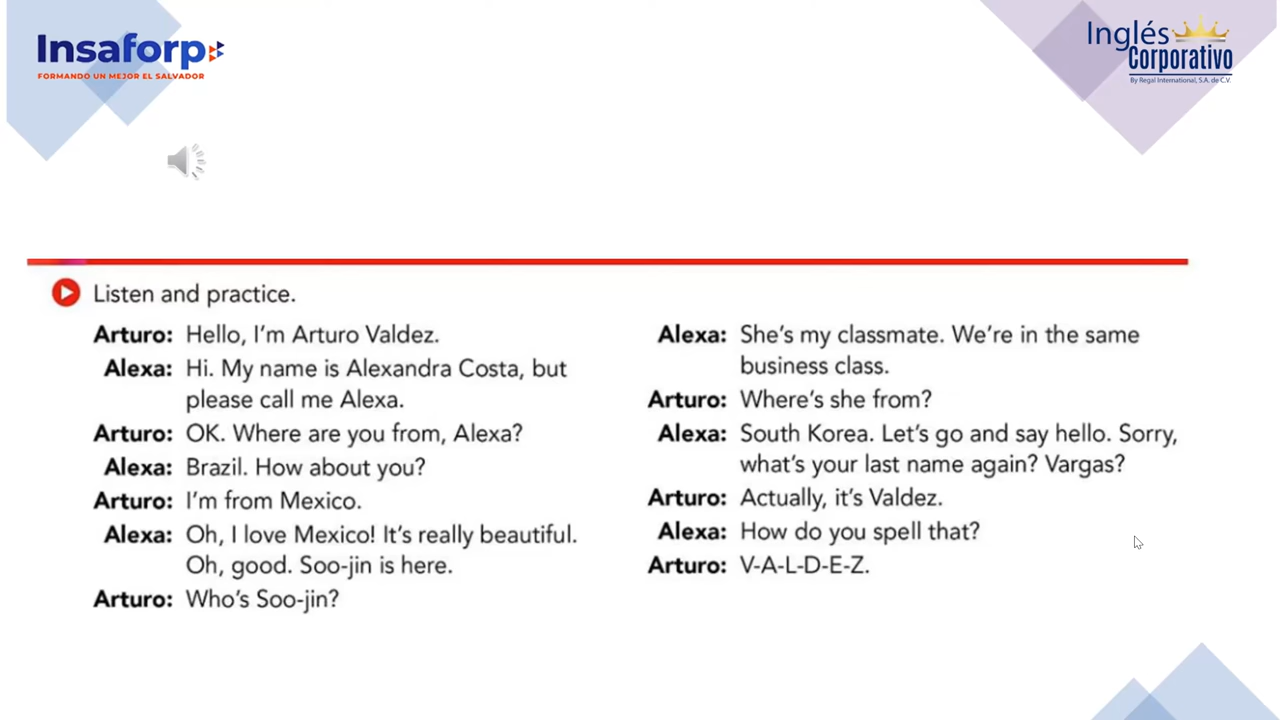 Insaforp
FORMANDO UN MEJOR EL SALVADOR
Inglés
Corporativo
By Regal International, S.A. de C.V.
Listen and practice.
Arturo: Hello, I'm Arturo Valdez.
Alexa: Hi. My name is Alexandra Costa, but
please call me Alexa.
Arturo: OK. Where are you from, Alexa?
Alexa: Brazil. How about you?
Arturo: I'm from Mexico.
Alexa: Oh, I love Mexico! It's really beautiful.
Oh, good. Soo-jin is here.
Arturo: Who's Soo-jin?
Alexa: She's my classmate. We're in the same
business class.
Arturo: Where's she from?
Alexa: South Korea. Let's go and say hello. Sorry,
what's your last name again? Vargas?
Arturo: Actually, it's Valdez.
Alexa: How do you spell that?
Arturo: V-A-L-D-E-Z.